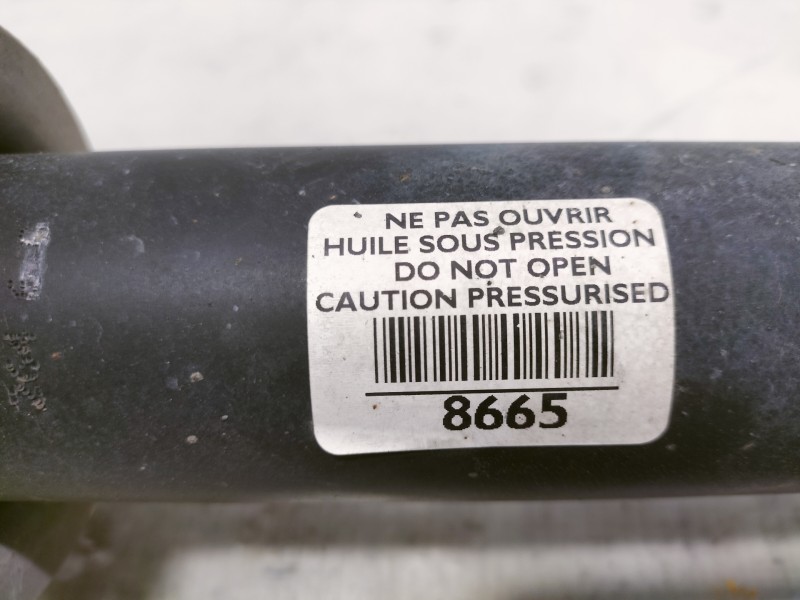 NE PAS OUVRIR
HUILE SOUS PRESSION
DO NOT OPEN
CAUTION PRESSURISED
8665